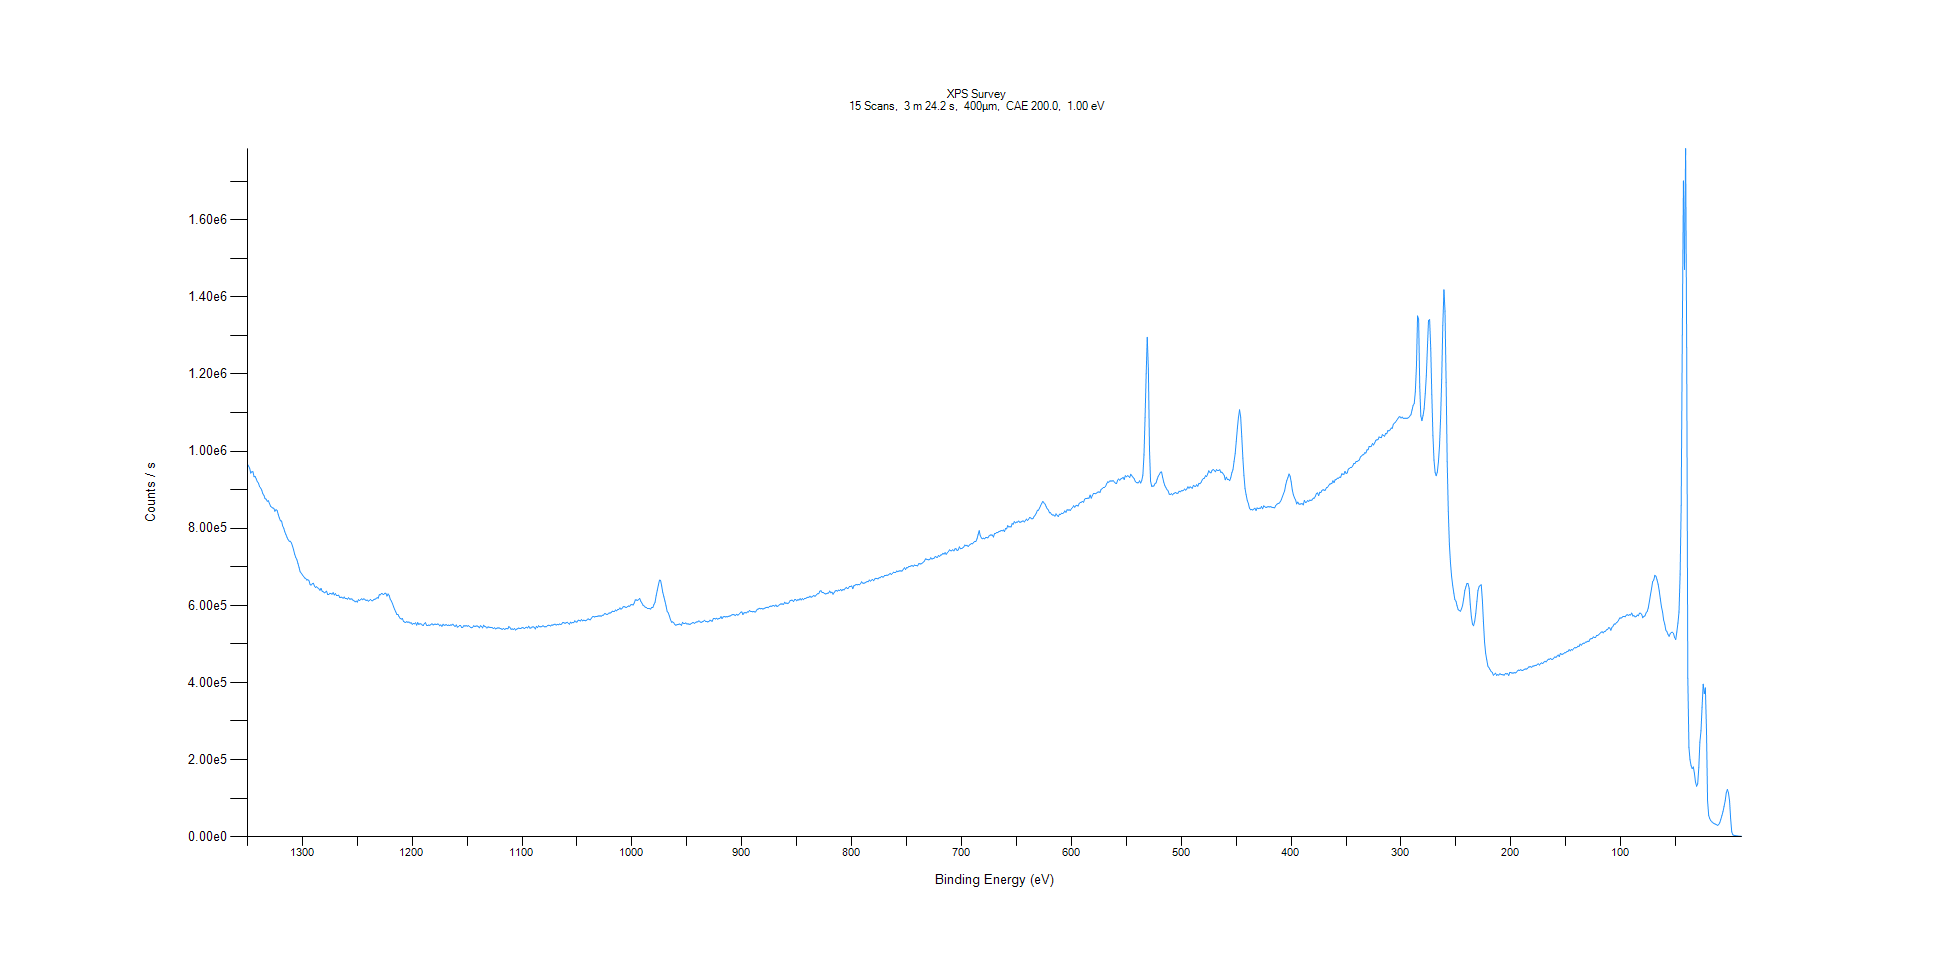 XPS Survey
15 Scans, 3 m 24.2 s, 400µm, CAE 200.0, 1.00 eV
1.60e6
1.40e6
1.20e6
1.00e6
8.00e5
6.00e5
4.00e5
2.00e5
0.00e0
Counts / s
1300 1200 1100 1000 900 800 700 600 500 400 300 200 100
Binding Energy (eV)